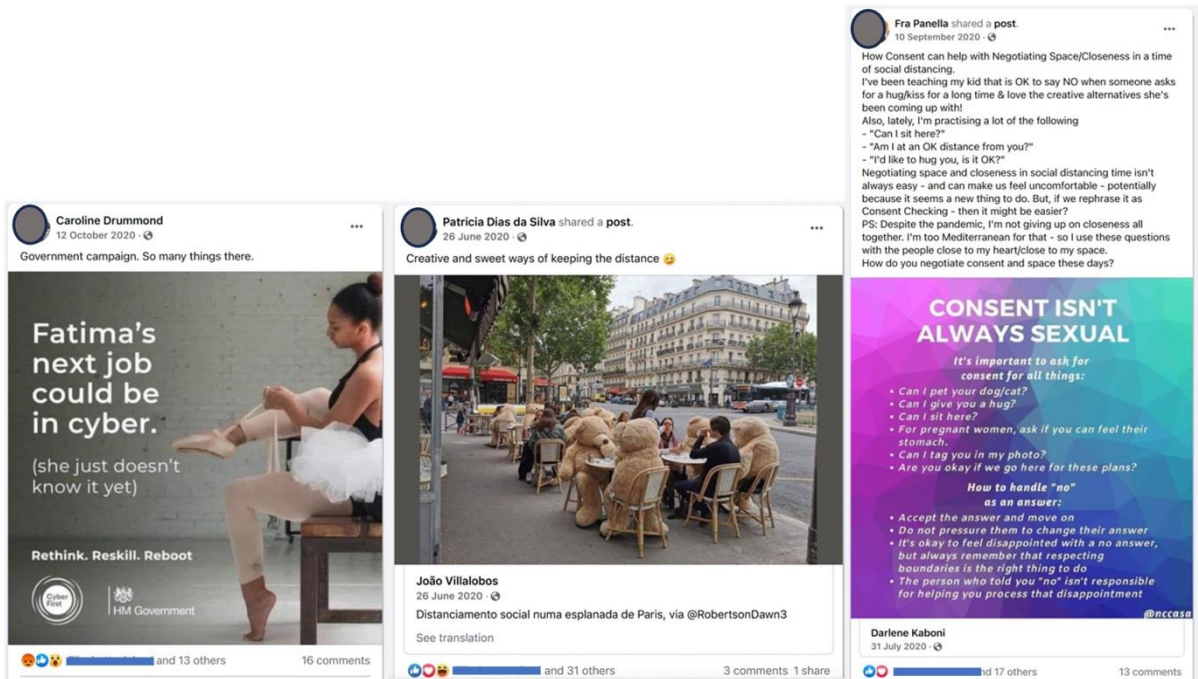 Caroline Drummond
12 October 2020 ·
Government campaign. So many things there.
Fatima's
next job
could be
in cyber.
(she just doesn't
know it yet)
Rethink. Reskill. Reboot
Cyber
First
HM Government
and 13 others
16 comments
Patricia Dias da Silva shared a post.
26 June 2020 ·
Creative and sweet ways of keeping the distance 😉
João Villalobos
26 June 2020 ·
Distanciamento social numa esplanada de Paris, via @RobertsonDawn3
See translation
and 31 others
3 comments 1 share
Fra Panella shared a post.
10 September 2020 ·
How Consent can help with Negotiating Space/Closeness in a time
of social distancing.
I've been teaching my kid that is OK to say NO when someone asks
for a hug/kiss for a long time & love the creative alternatives she's
been coming up with!
Also, lately, I'm practising a lot of the following
- "Can I sit here?"
- "Am I at an OK distance from you?"
- "I'd like to hug you, is it OK?"
Negotiating space and closeness in social distancing time isn't
always easy - and can make us feel uncomfortable - potentially
because it seems a new thing to do. But, if we rephrase it as
Consent Checking - then it might be easier?
PS: Despite the pandemic, I'm not giving up on closeness all
together. I'm too Mediterranean for that - so I use these questions
with the people close to my heart/close to my space.
How do you negotiate consent and space these days?
CONSENT ISN'T
ALWAYS SEXUAL
It's important to ask for
consent for all things:
• Can I pet your dog/cat?
• Can I give you a hug?
• Can I sit here?
• For pregnant women, ask if you can feel their
stomach.
• Can I tag you in my photo?
• Are you okay if we go here for these plans?
How to handle "no"
as an answer:
• Accept the answer and move on
• Do not pressure them to change their answer
• It's okay to feel disappointed with a no answer,
but always remember that respecting
boundaries is the right thing to do
• The person who told you "no" isn't responsible
for helping you process that disappointment
@nccasa
Darlene Kaboni
31 July 2020 ·
nd 17 others
13 comments